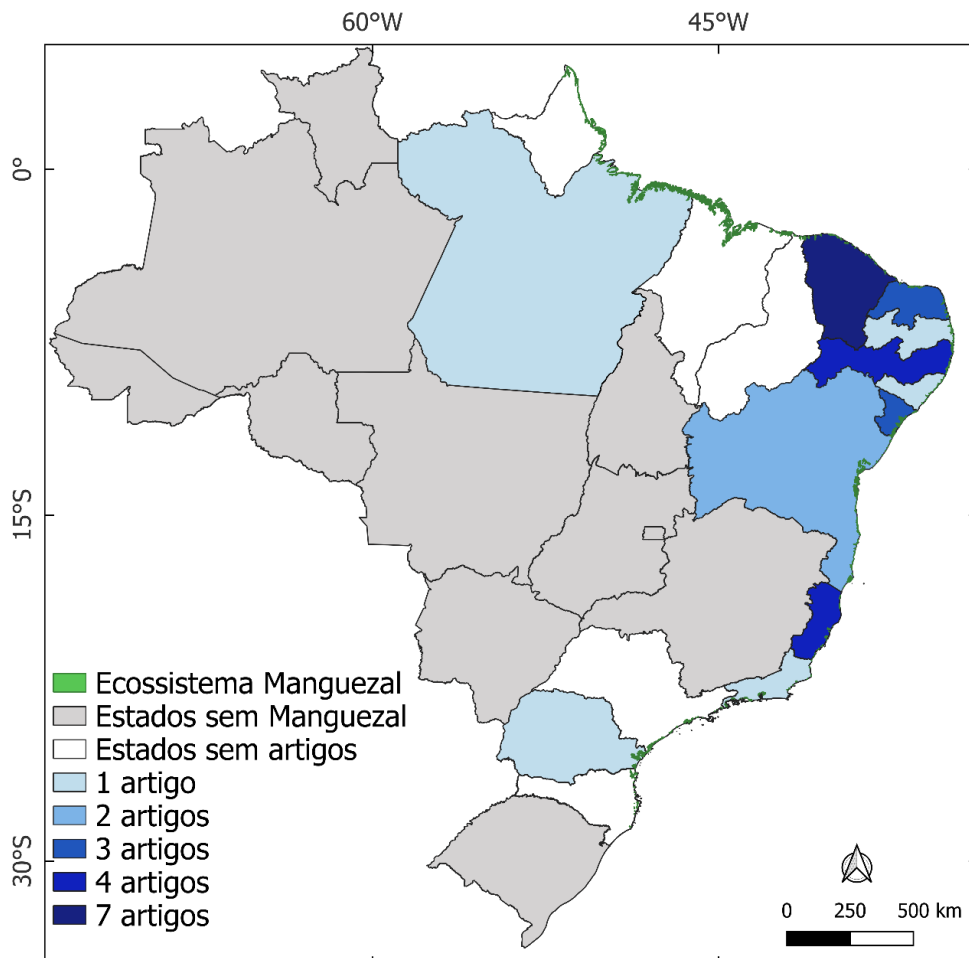 60°W 45°W
0°
15°S
30°S
Ecossistema Manguezal
Estados sem Manguezal
Estados sem artigos
1 artigo
2 artigos
3 artigos
4 artigos
7 artigos
0 250 500 km